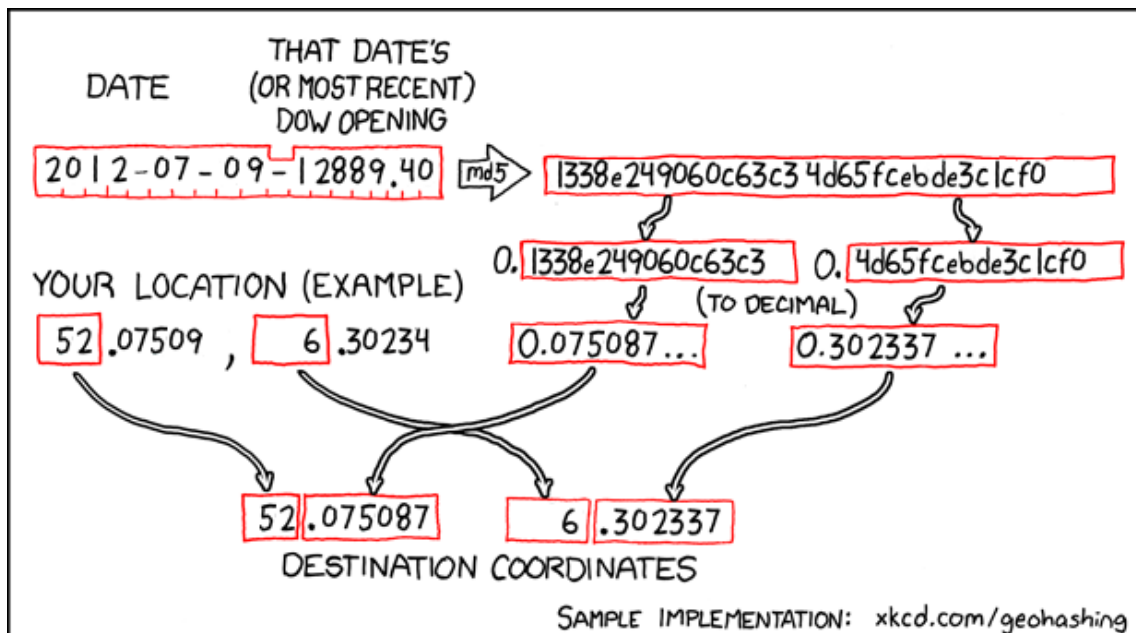 THAT DATE'S
DATE (OR MOST RECENT)
DOW OPENING
2012-07-09-12889.40 md5 1338e249060c63c34d65fcebde3c1cf0
0.1338e249060c63c3 0.4d65fcebde3c1cf0
YOUR LOCATION (EXAMPLE) (TO DECIMAL)
52.07509, 6.30234 0.075087... 0.302337...
52.075087 6.302337
DESTINATION COORDINATES
SAMPLE IMPLEMENTATION: xkcd.com/geohashing